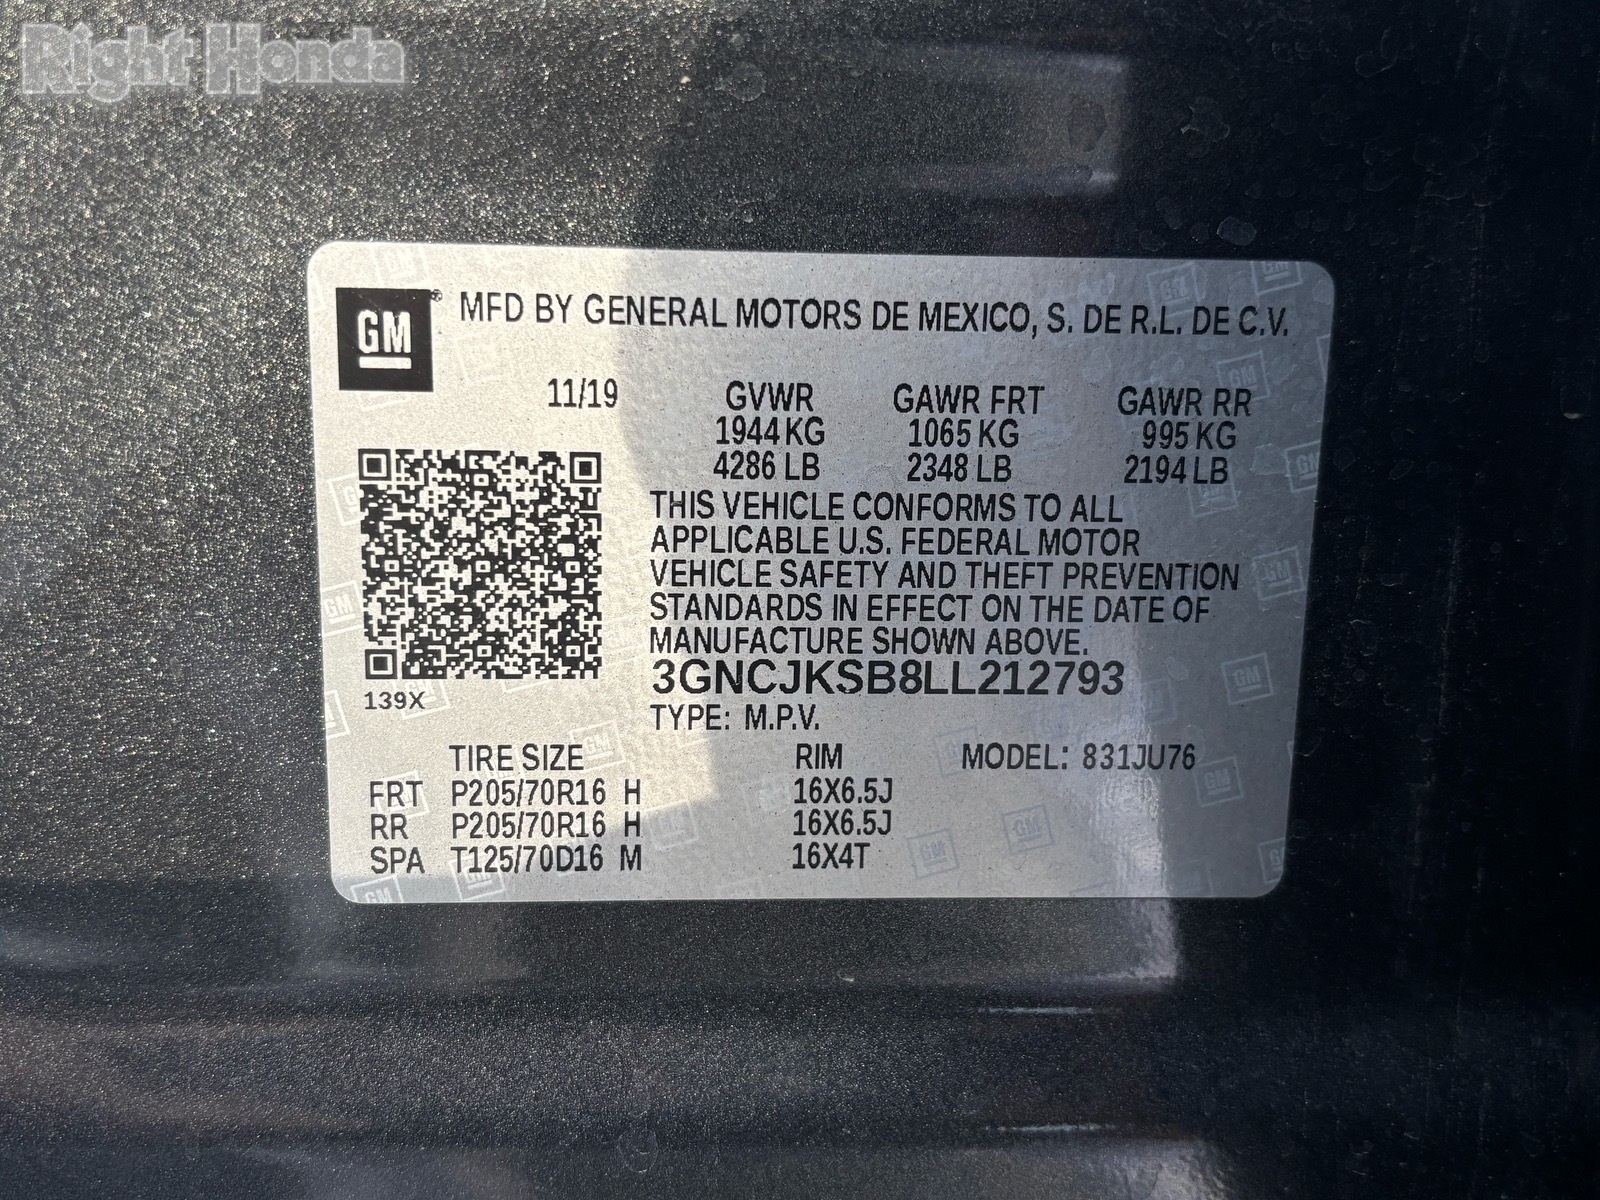 Right Honda
GM® MFD BY GENERAL MOTORS DE MEXICO, S. DE R.L. DE C.V.
11/19 GVWR GAWR FRT GAWR RR
1944 KG 1065 KG 995 KG
4286 LB 2348 LB 2194 LB
THIS VEHICLE CONFORMS TO ALL
APPLICABLE U.S. FEDERAL MOTOR
VEHICLE SAFETY AND THEFT PREVENTION
STANDARDS IN EFFECT ON THE DATE OF
MANUFACTURE SHOWN ABOVE.
3GNCJKSB8LL212793
139X
TYPE: M.P.V.
TIRE SIZE RIM MODEL: 831JU76
FRT P205/70R16 H 16X6.5J
RR P205/70R16 H 16X6.5J
SPA T125/70D16 M 16X4T